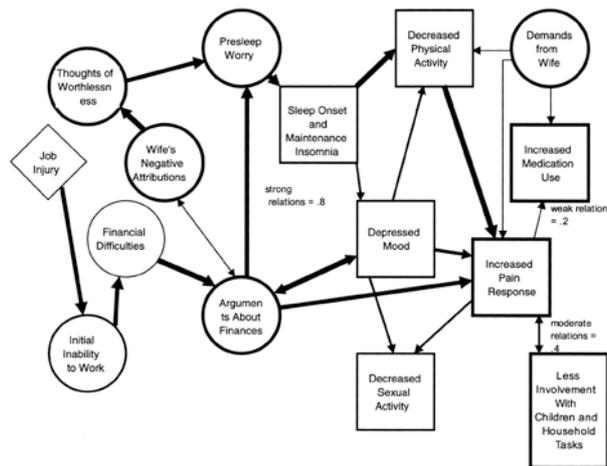 Presleep
Worry
Decreased
Physical
Activity
Demands
from
Wife
Thoughts of
Worthlessn
ess
Sleep Onset
and
Maintenance
Insomnia
Job
Injury
Wife's
Negative
Attributions
Increased
Medication
Use
strong
relations = .8
weak relation
= .2
Financial
Difficulties
Depressed
Mood
Increased
Pain
Response
Argumen
ts About
Finances
Initial
Inability
to Work
moderate
relations =
.4
Decreased
Sexual
Activity
Less
Involvement
With
Children and
Household
Tasks